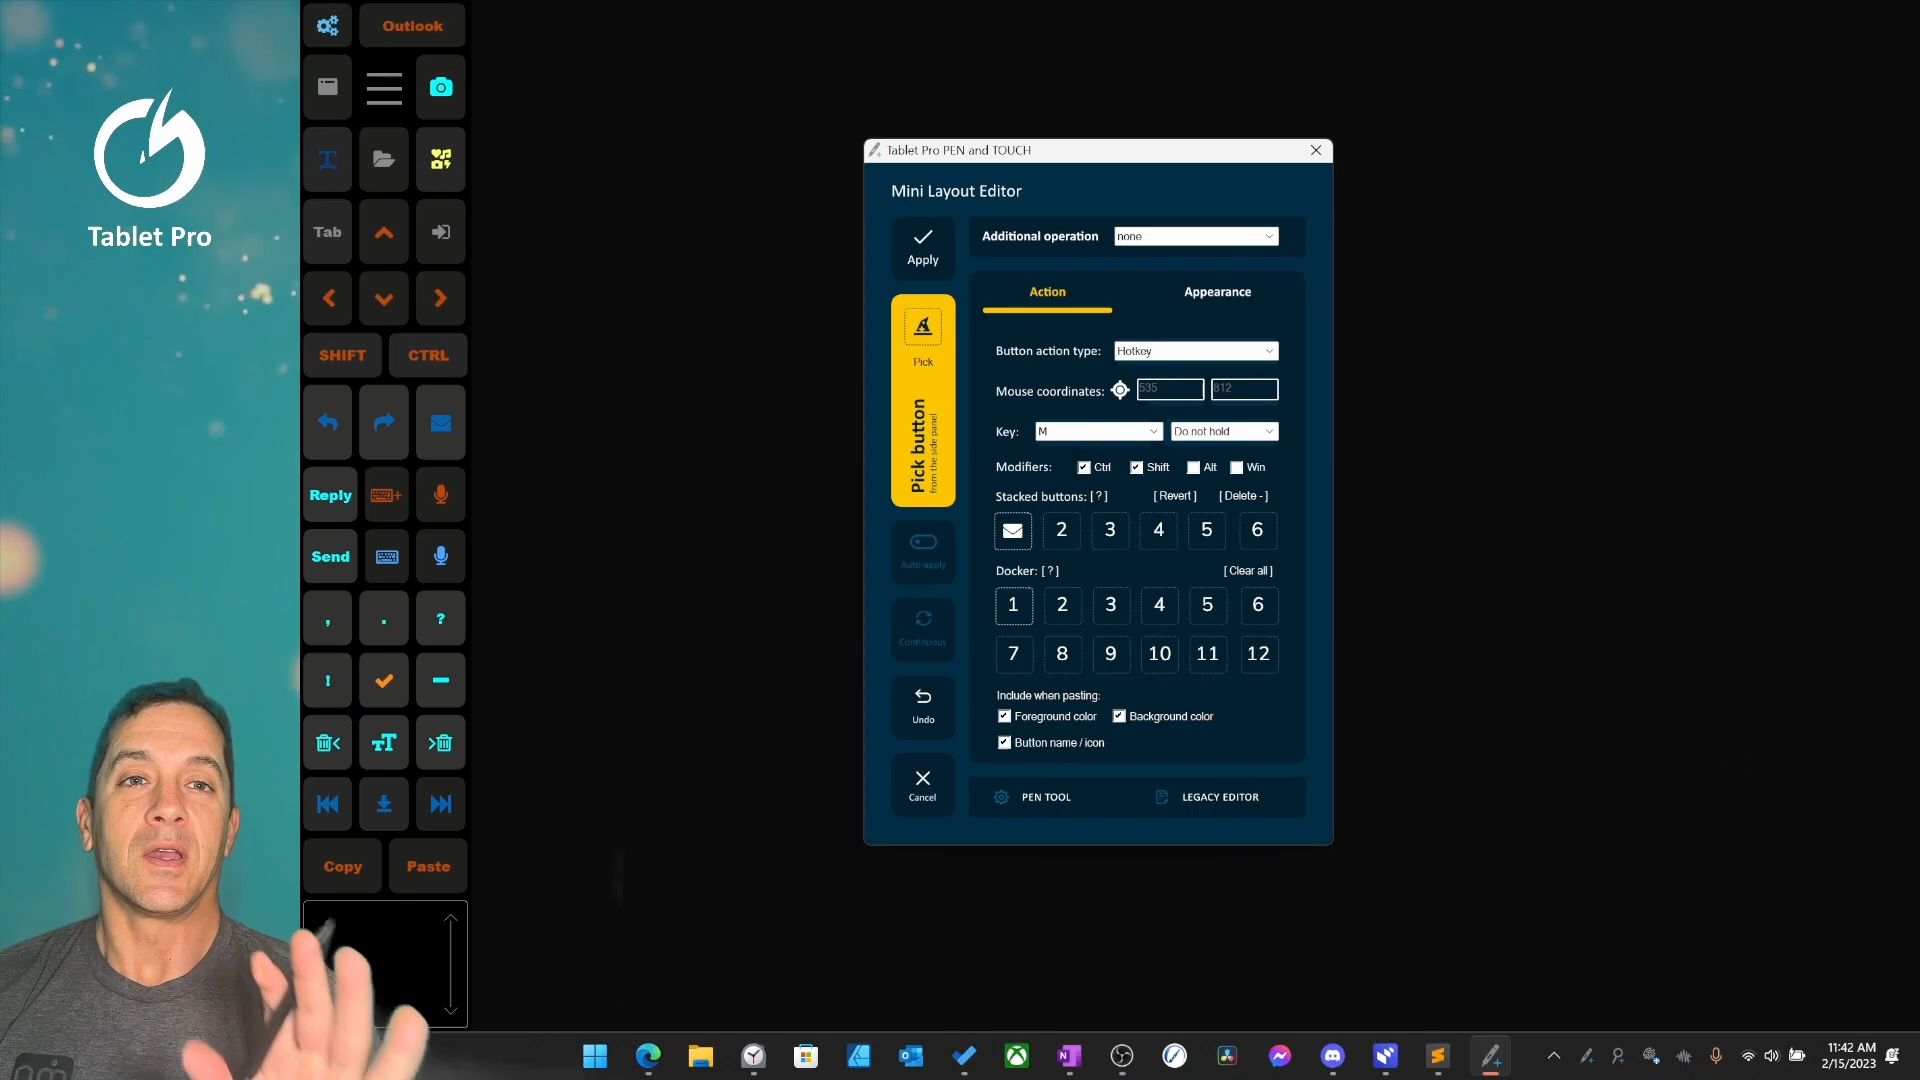 Tablet Pro
Outlook
Tab
SHIFT CTRL
Reply
Send
, . ?
!
Copy Paste
Tablet Pro PEN and TOUCH
Mini Layout Editor
Apply
Additional operation none
Pick
Pick button
from the side panel
Auto-apply
Continuous
Undo
Cancel
Action Appearance
Button action type: Hotkey
Mouse coordinates: 535 812
Key: M Do not hold
Modifiers: Ctrl Shift Alt Win
Stacked buttons: [ ? ] [ Revert ] [ Delete - ]
2 3 4 5 6
Docker: [ ? ] [ Clear all ]
1 2 3 4 5 6
7 8 9 10 11 12
Include when pasting:
Foreground color Background color
Button name / icon
PEN TOOL LEGACY EDITOR
11:42 AM
2/15/2023